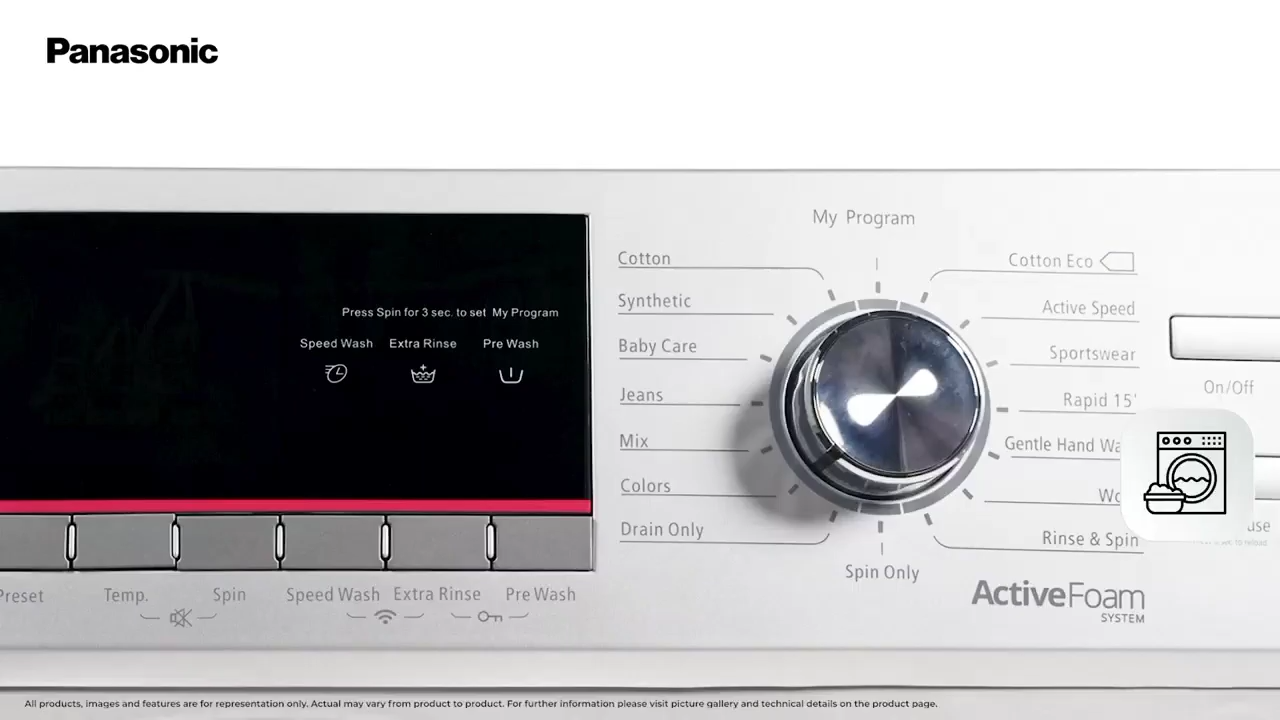 Panasonic
My Program
Cotton
Cotton Eco
Synthetic
Active Speed
Press Spin for 3 sec. to set My Program
Speed Wash Extra Rinse Pre Wash
Baby Care
Sportswear
Jeans
Rapid 15'
On/Off
Mix
Gentle Hand
Colors
Drain Only
Rinse & Spin
Spin Only
Preset Temp. Spin Speed Wash Extra Rinse Pre Wash
ActiveFoam
SYSTEM
All products, images and features are for representation only. Actual may vary from product to product. For further information please visit picture gallery and technical details on the product page.